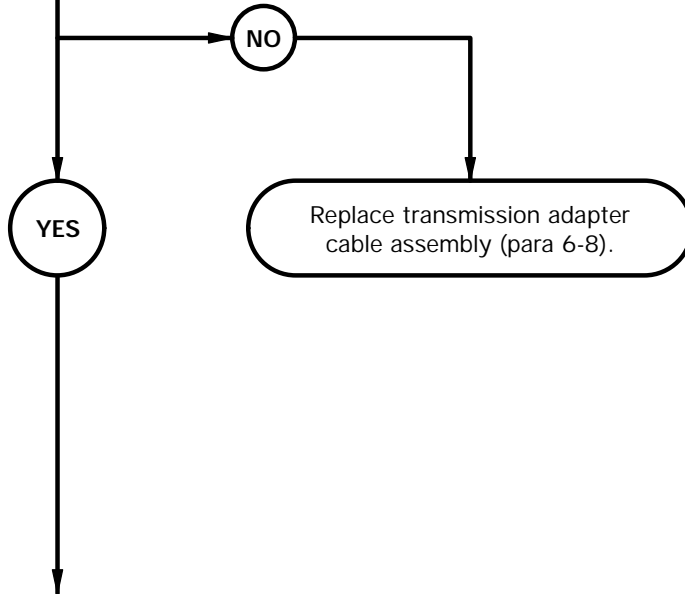 NO
YES
Replace transmission adapter
cable assembly (para 6-8).